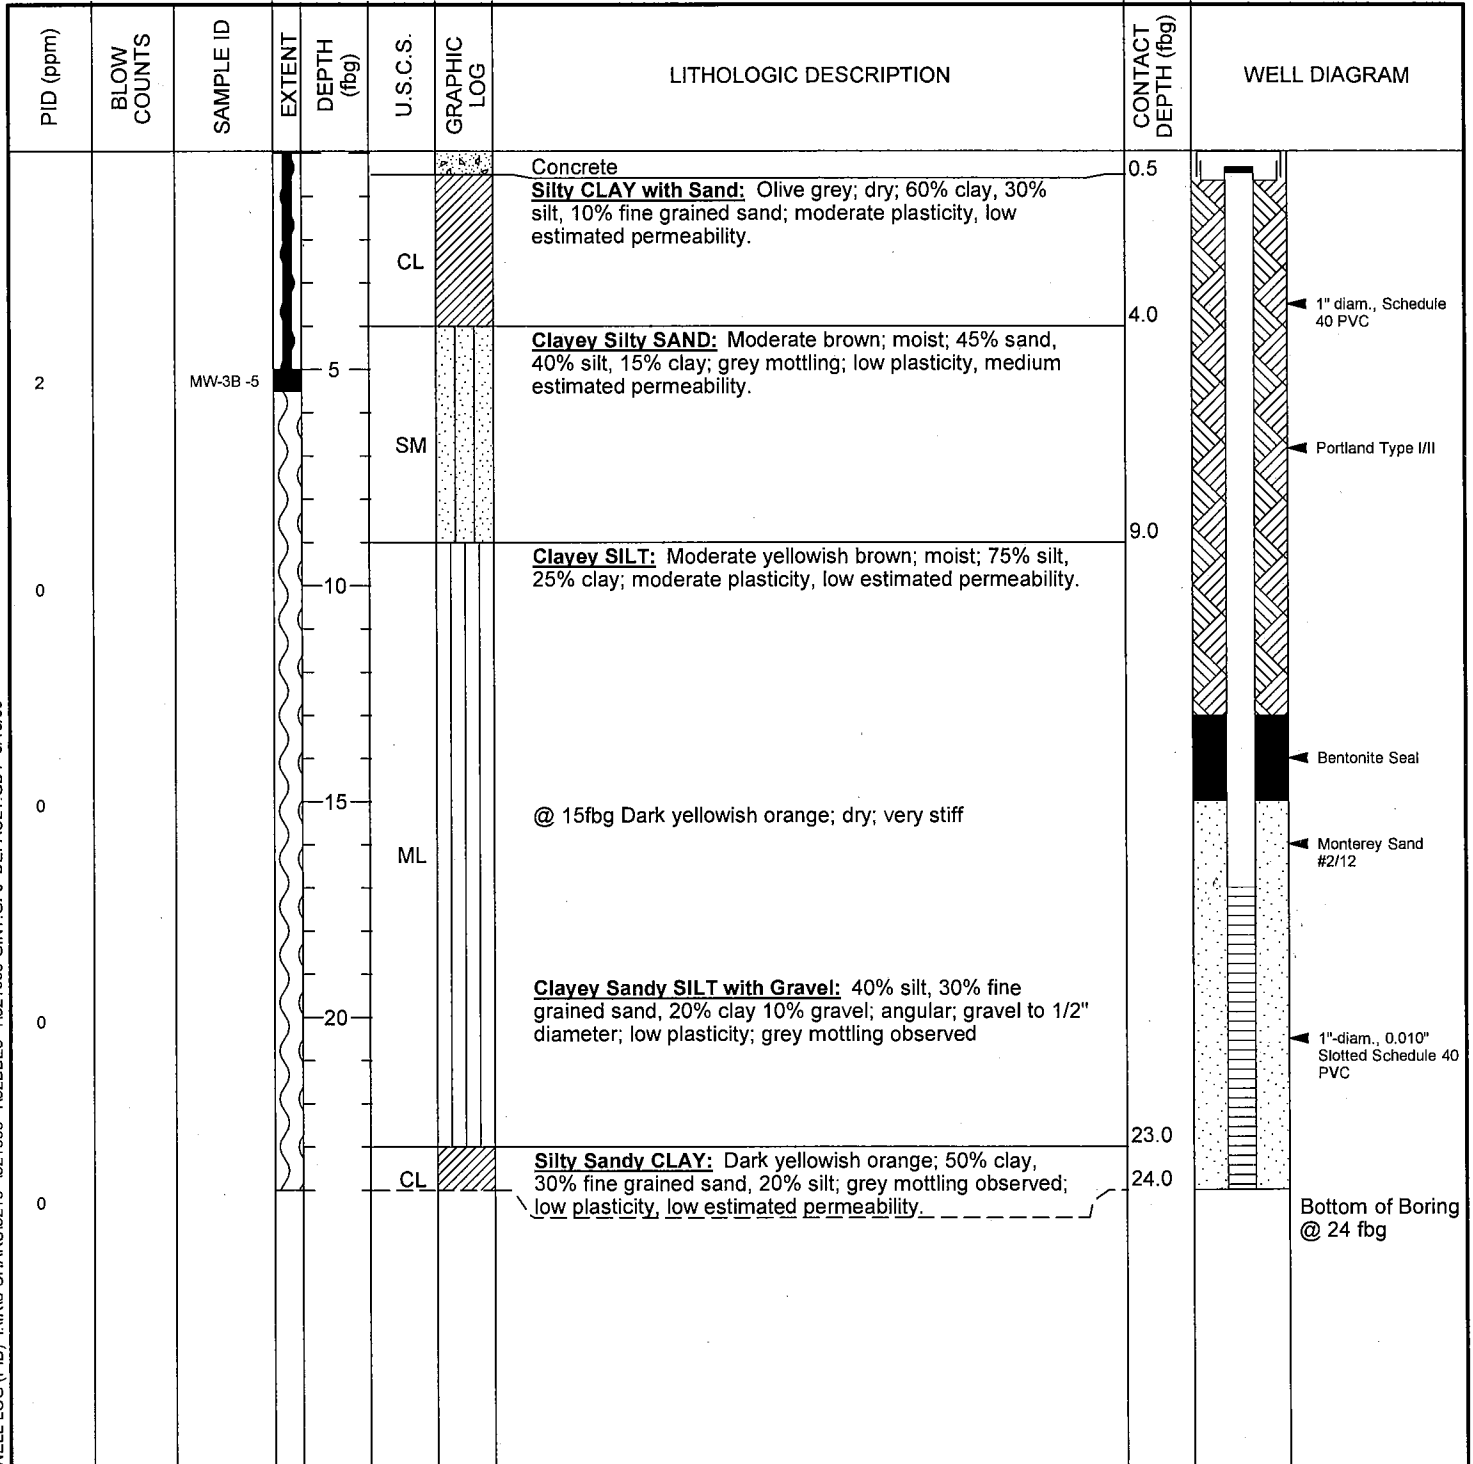 PID (ppm)
BLOW
COUNTS
SAMPLE ID
EXTENT
DEPTH
(fbg)
U.S.C.S.
GRAPHIC
LOG
LITHOLOGIC DESCRIPTION
CONTACT
DEPTH (fbg)
WELL DIAGRAM
Concrete
0.5
Silty CLAY with Sand: Olive grey; dry; 60% clay, 30%
silt, 10% fine grained sand; moderate plasticity, low
estimated permeability.
CL
1" diam., Schedule
40 PVC
4.0
Clayey Silty SAND: Moderate brown; moist; 45% sand,
40% silt, 15% clay; grey mottling; low plasticity, medium
estimated permeability.
2
MW-3B -5
5
SM
Portland Type I/II
9.0
Clayey SILT: Moderate yellowish brown; moist; 75% silt,
25% clay; moderate plasticity, low estimated permeability.
0
10
Bentonite Seal
0
15
@ 15fbg Dark yellowish orange; dry; very stiff
ML
Monterey Sand
#2/12
Clayey Sandy SILT with Gravel: 40% silt, 30% fine
grained sand, 20% clay 10% gravel; angular; gravel to 1/2"
diameter; low plasticity; grey mottling observed
0
20
1"-diam., 0.010"
Slotted Schedule 40
PVC
23.0
Silty Sandy CLAY: Dark yellowish orange; 50% clay,
30% fine grained sand, 20% silt; grey mottling observed;
low plasticity, low estimated permeability.
CL
24.0
0
Bottom of Boring
@ 24 fbg